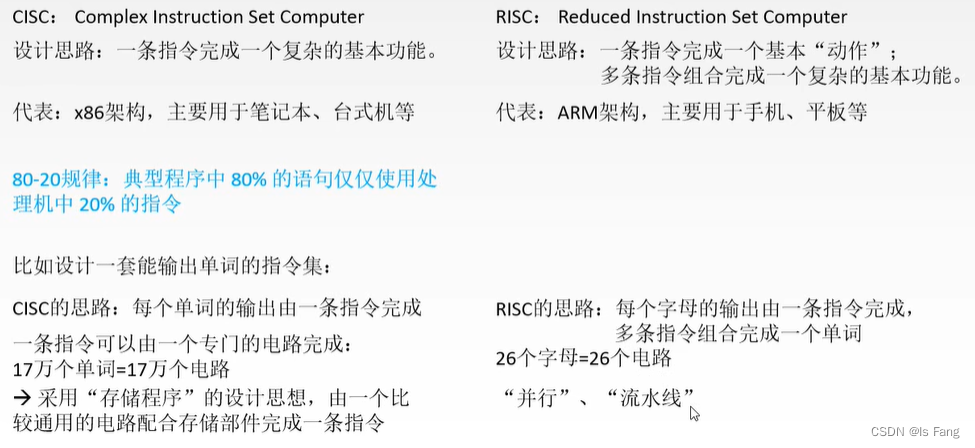 CISC： Complex Instruction Set Computer
设计思路：一条指令完成一个复杂的基本功能。
代表：x86架构，主要用于笔记本、台式机等
80-20规律：典型程序中 80% 的语句仅仅使用处
理机中 20% 的指令
比如设计一套能输出单词的指令集：
CISC的思路：每个单词的输出由一条指令完成
一条指令可以由一个专门的电路完成：
17万个单词=17万个电路
→ 采用“存储程序”的设计思想，由一个比
较通用的电路配合存储部件完成一条指令
RISC： Reduced Instruction Set Computer
设计思路：一条指令完成一个基本“动作”；
多条指令组合完成一个复杂的基本功能。
代表：ARM架构，主要用于手机、平板等
RISC的思路：每个字母的输出由一条指令完成，
多条指令组合完成一个单词
26个字母=26个电路
“并行”、“流水线”
CSDN @Is Fang